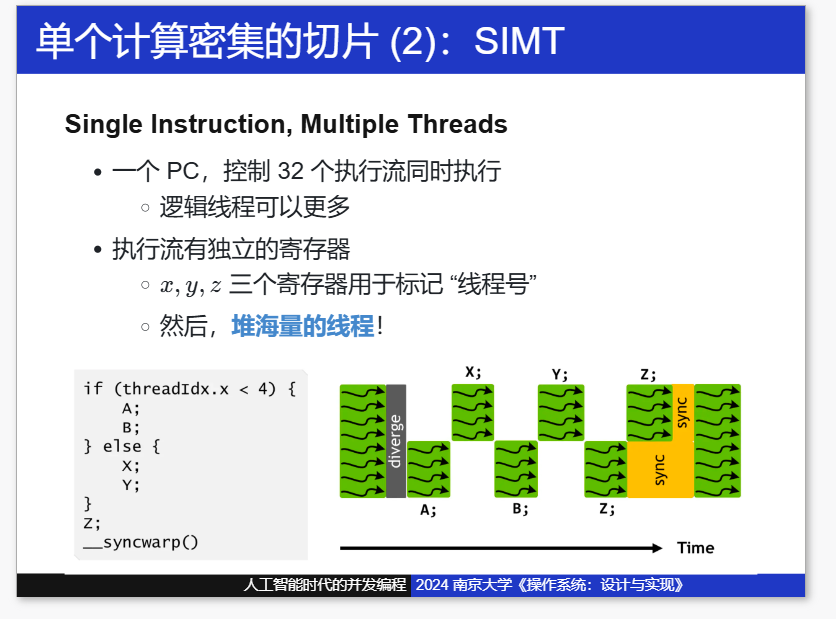 单个计算密集的切片 (2)：SIMT
Single Instruction, Multiple Threads
一个 PC，控制 32 个执行流同时执行
逻辑线程可以更多
执行流有独立的寄存器
x, y, z 三个寄存器用于标记 “线程号”
然后，堆海量的线程！
if (threadIdx.x < 4) {
A;
B;
} else {
X;
Y;
}
Z;
__syncwarp()
X;
Y;
Z;
diverge
sync
sync
A;
B;
Z;
Time
人工智能时代的并发编程
2024 南京大学《操作系统：设计与实现》